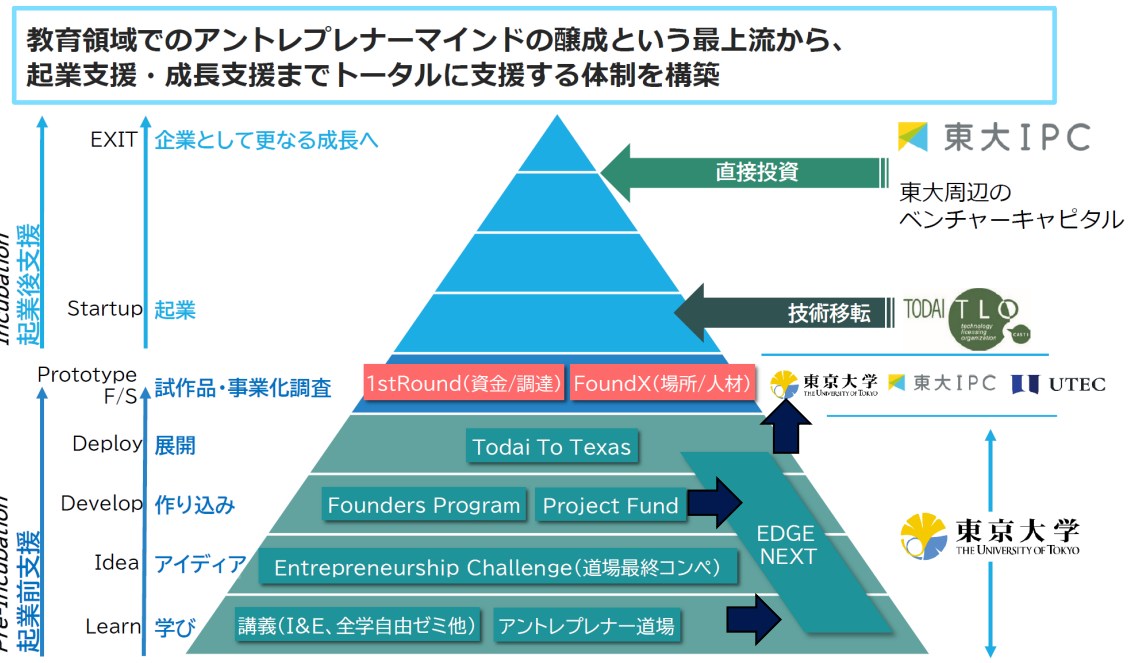 教育領域でのアントレプレナーマインドの醸成という最上流から、
起業支援・成長支援までトータルに支援する体制を構築
Incubation
起業後支援
EXIT 企業として更なる成長へ
直接投資
東大IPC
東大周辺の
ベンチャーキャピタル
Startup 起業
技術移転
TODAI TLO
technology
licensing
organization
CASTI
Prototype
F/S
試作品・事業化調査
1stRound(資金/調達)
FoundX(場所/人材)
東京大学
THE UNIVERSITY OF TOKYO
東大IPC
UTEC
Pre-Incubation
起業前支援
Deploy 展開
Todai To Texas
Develop 作り込み
Founders Program
Project Fund
EDGE
NEXT
東京大学
THE UNIVERSITY OF TOKYO
Idea アイディア
Entrepreneurship Challenge(道場最終コンペ)
Learn 学び
講義(I&E、全学自由ゼミ他)
アントレプレナー道場